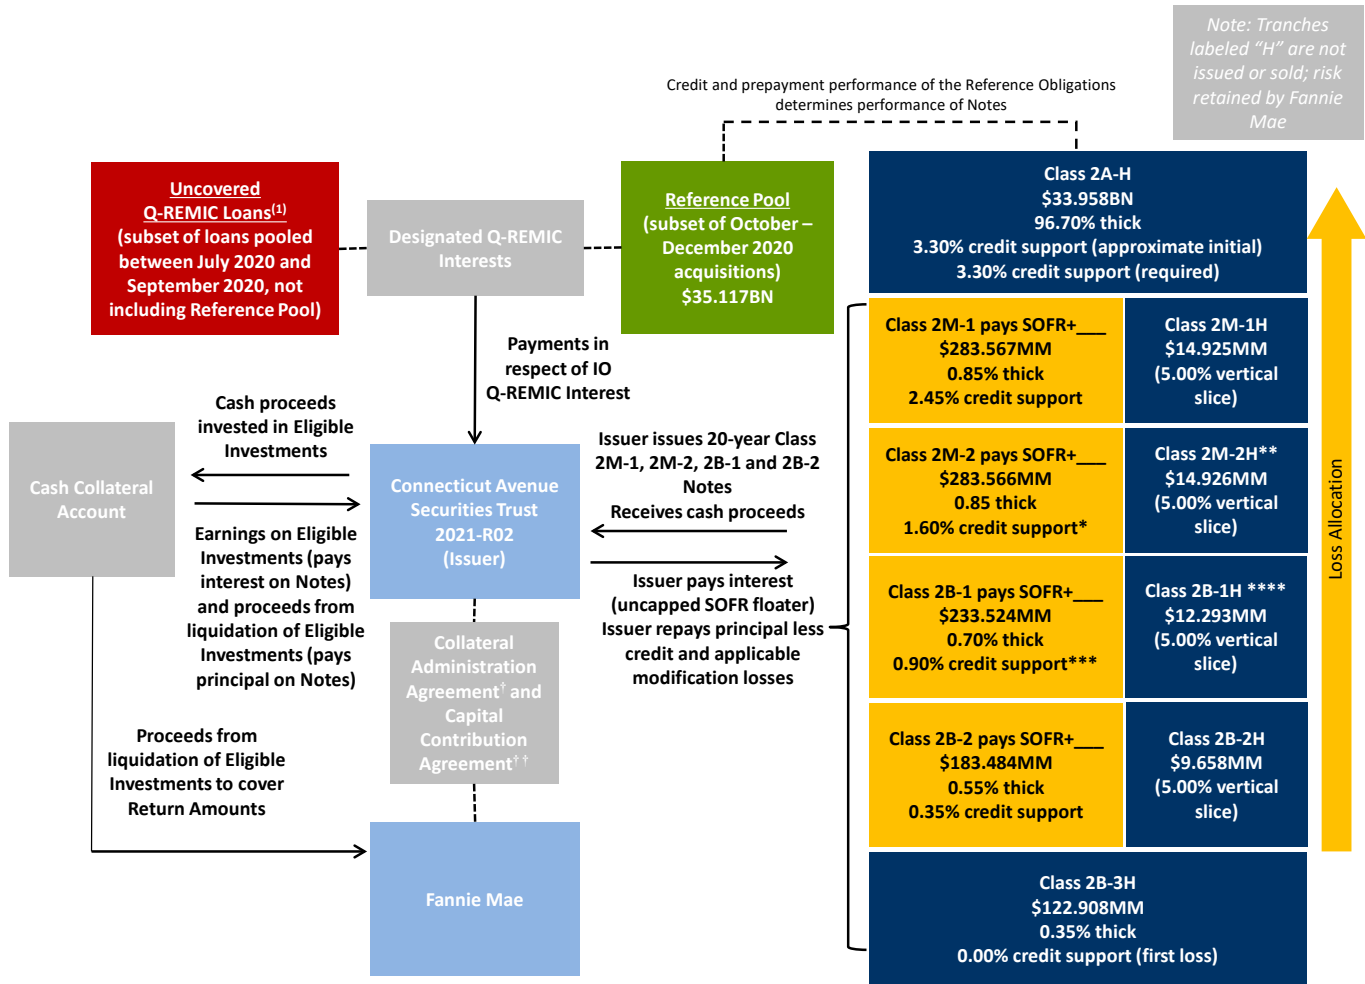 Note: Tranches
labeled “H” are not
issued or sold; risk
retained by Fannie
Mae
Credit and prepayment performance of the Reference Obligations
determines performance of Notes
Uncovered
Q-REMIC Loans(1)
(subset of loans pooled
between July 2020 and
September 2020, not
including Reference Pool)
Designated Q-REMIC
Interests
Reference Pool
(subset of October –
December 2020
acquisitions)
$35.117BN
Class 2A-H
$33.958BN
96.70% thick
3.30% credit support (approximate initial)
3.30% credit support (required)
Payments in
respect of IO
Q-REMIC Interest
Class 2M-1 pays SOFR+___
$283.567MM
0.85% thick
2.45% credit support
Class 2M-1H
$14.925MM
(5.00% vertical
slice)
Cash proceeds
invested in Eligible
Investments
Cash Collateral
Account
Connecticut Avenue
Securities Trust
2021-R02
(Issuer)
Issuer issues 20-year Class
2M-1, 2M-2, 2B-1 and 2B-2
Notes
Receives cash proceeds
Class 2M-2 pays SOFR+___
$283.566MM
0.85 thick
1.60% credit support*
Class 2M-2H**
$14.926MM
(5.00% vertical
slice)
Earnings on Eligible
Investments (pays
interest on Notes)
and proceeds from
liquidation of Eligible
Investments (pays
principal on Notes)
Issuer pays interest
(uncapped SOFR floater)
Issuer repays principal less
credit and applicable
modification losses
Class 2B-1 pays SOFR+___
$233.524MM
0.70% thick
0.90% credit support***
Class 2B-1H ****
$12.293MM
(5.00% vertical
slice)
Loss Allocation
Collateral
Administration
Agreement† and
Capital
Contribution
Agreement† †
Proceeds from
liquidation of Eligible
Investments to cover
Return Amounts
Class 2B-2 pays SOFR+___
$183.484MM
0.55% thick
0.35% credit support
Class 2B-2H
$9.658MM
(5.00% vertical
slice)
Fannie Mae
Class 2B-3H
$122.908MM
0.35% thick
0.00% credit support (first loss)